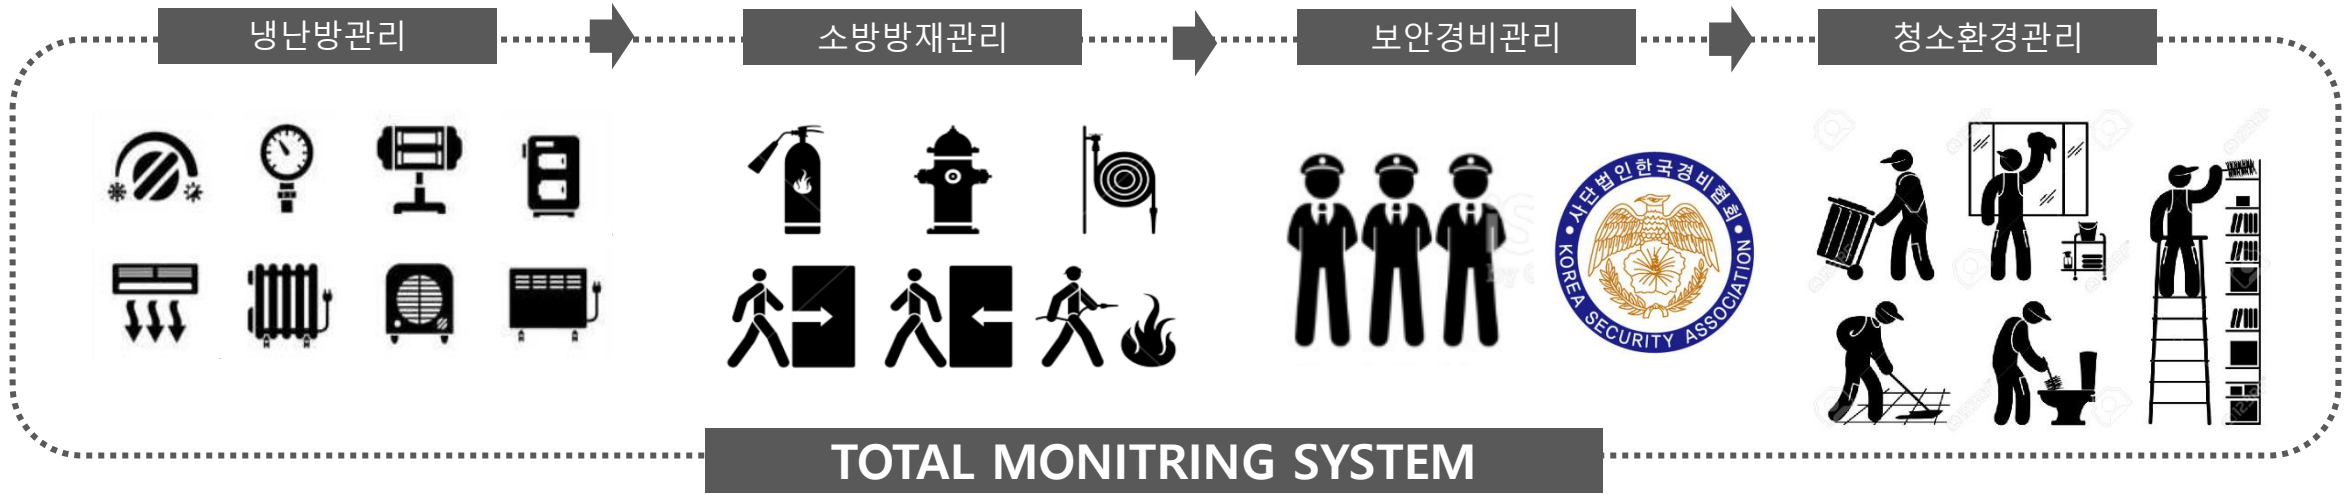 냉난방관리
소방방재관리
보안경비관리
청소환경관리
사단법인한국경비협회
KOREA SECURITY ASSOCIATION
TOTAL MONITRING SYSTEM